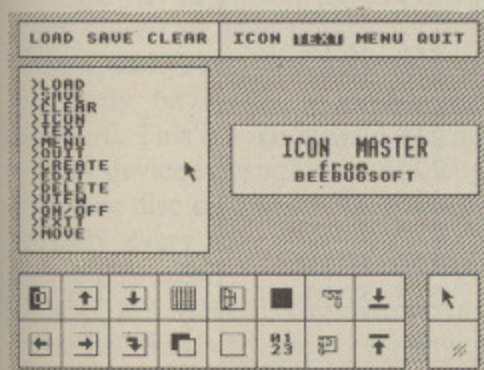 LOAD SAVE CLEAR ICON TEXT MENU QUIT
>LOAD
>SAVE
>CLEAR
>ICON
>TEXT
>MENU
>QUIT
>CREATE
>EDIT
>DELETE
>VIEW
>ON/OFF
>EXIT
>MOVE
ICON MASTER
from
BEEBUGSOFT
01
23